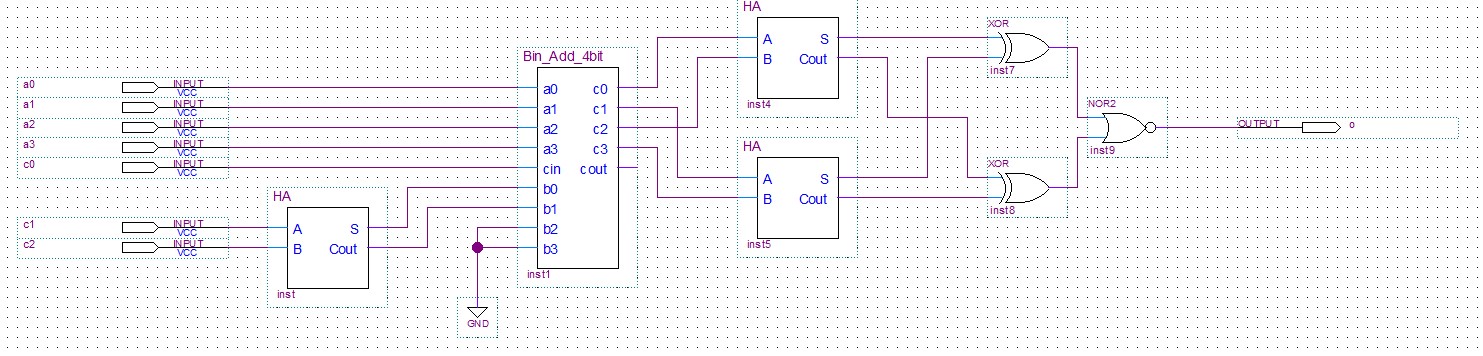 HA
A S
B Cout
inst4
XOR
inst7
Bin_Add_4bit
a0 c0
a1 c1
a2 c2
a3 c3
cin cout
b0
b1
b2
b3
inst1
a0 INPUT
VCC
a1 INPUT
VCC
a2 INPUT
VCC
a3 INPUT
VCC
c0 INPUT
VCC
NOR2
inst9
OUTPUT o
HA
A S
B Cout
inst5
XOR
inst8
HA
A S
B Cout
inst
c1 INPUT
VCC
c2 INPUT
VCC
GND